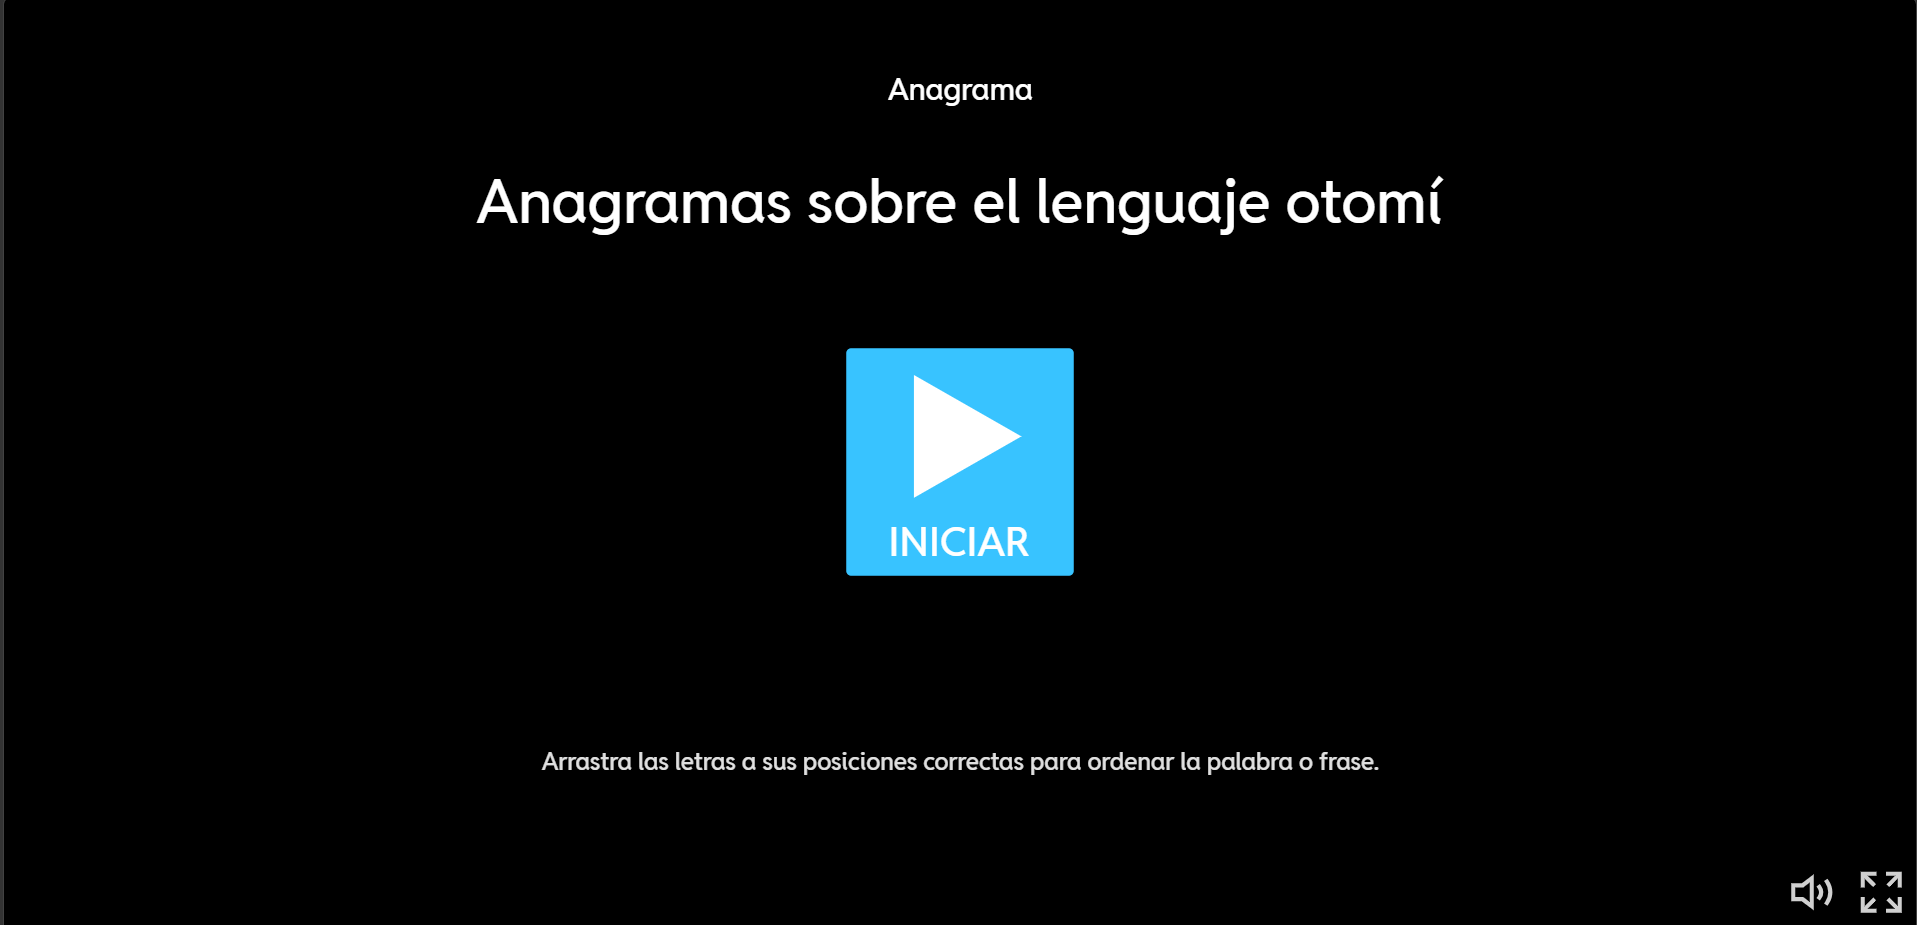 Anagrama
Anagramas sobre el lenguaje otomí
INICIAR
Arrastra las letras a sus posiciones correctas para ordenar la palabra o frase.